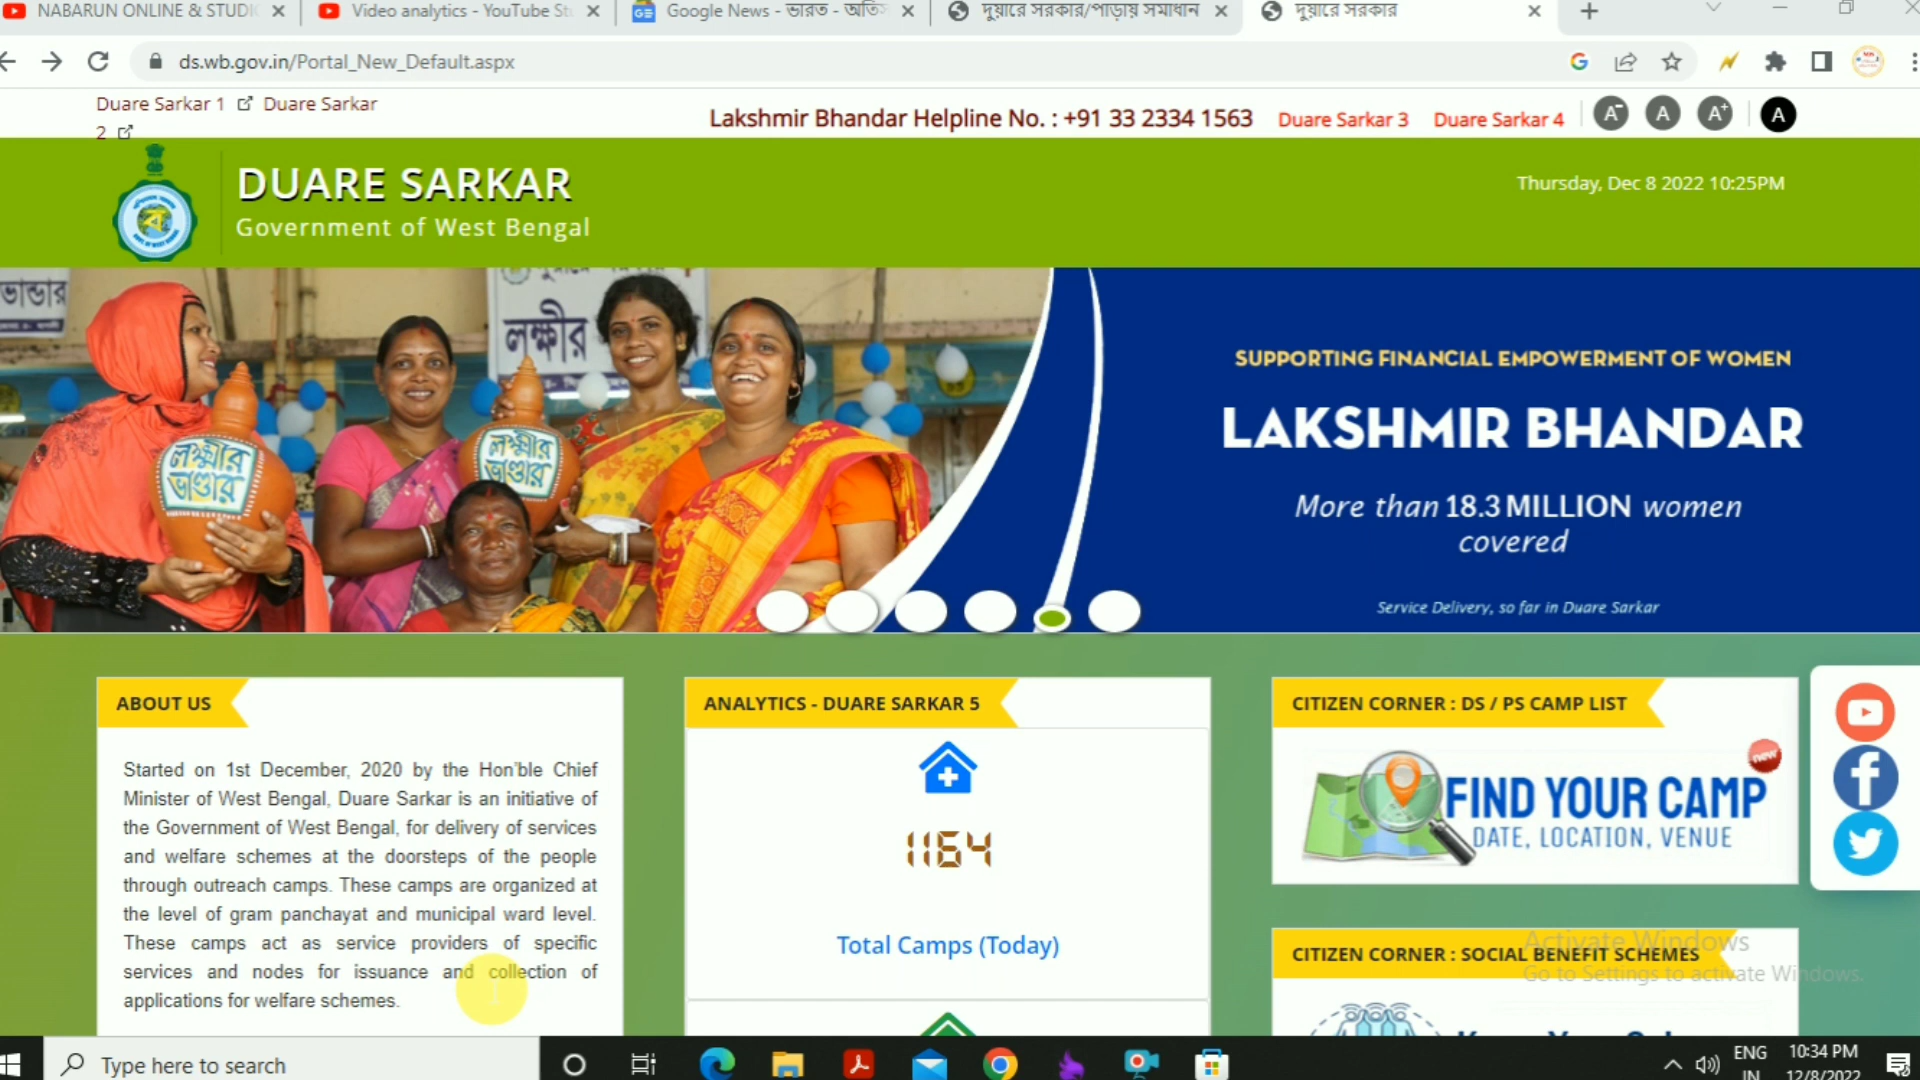 NABARUN ONLINE & STUDI
Video analytics - YouTube St
Google News - ভারত - অতি
দুয়ারে সরকার/পাড়ায় সমাধান
দুয়ারে সরকার
ds.wb.gov.in/Portal_New_Default.aspx
Duare Sarkar 1 Duare Sarkar
2
Lakshmir Bhandar Helpline No. : +91 33 2334 1563 Duare Sarkar 3 Duare Sarkar 4 A- A A+ A
DUARE SARKAR
Government of West Bengal
Thursday, Dec 8 2022 10:25PM
ভান্ডার
লক্ষ্মীর
লক্ষ্মীর
ভাণ্ডার
লক্ষ্মীর
ভাণ্ডার
SUPPORTING FINANCIAL EMPOWERMENT OF WOMEN
LAKSHMIR BHANDAR
More than 18.3 MILLION women
covered
Service Delivery, so far in Duare Sarkar
ABOUT US
Started on 1st December, 2020 by the Hon'ble Chief
Minister of West Bengal, Duare Sarkar is an initiative of
the Government of West Bengal, for delivery of services
and welfare schemes at the doorsteps of the people
through outreach camps. These camps are organized at
the level of gram panchayat and municipal ward level.
These camps act as service providers of specific
services and nodes for issuance and collection of
applications for welfare schemes.
ANALYTICS - DUARE SARKAR 5
1164
Total Camps (Today)
CITIZEN CORNER : DS / PS CAMP LIST
new
FIND YOUR CAMP
DATE, LOCATION, VENUE
CITIZEN CORNER : SOCIAL BENEFIT SCHEMES
Activate Windows
Go to Settings to activate Windows.
Type here to search
ENG
IN
10:34 PM
12/8/2022